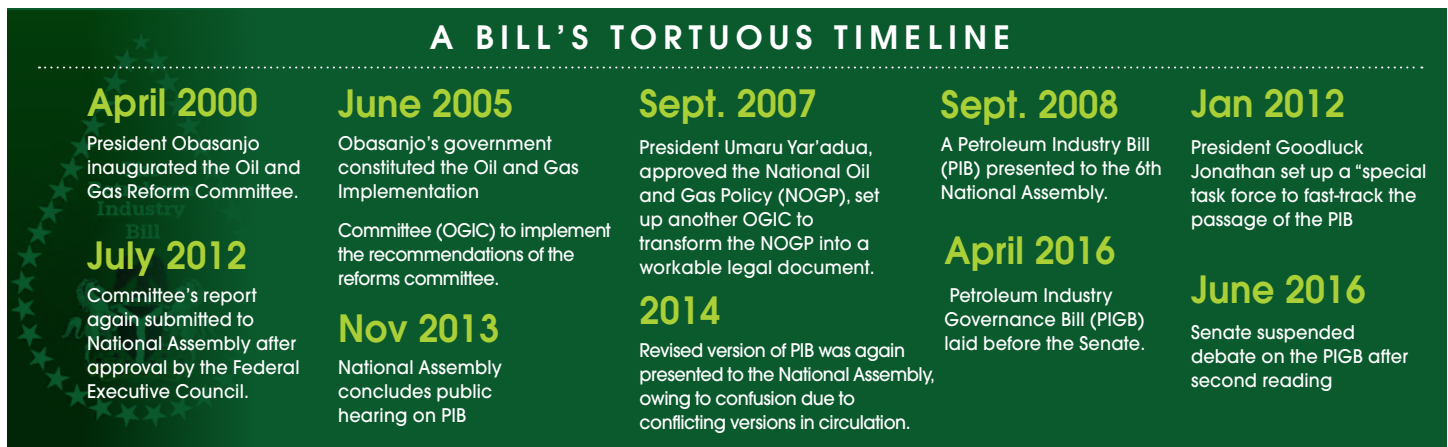 A BILL'S TORTUOUS TIMELINE
April 2000
President Obasanjo
inaugurated the Oil and
Gas Reform Committee.
June 2005
Obasanjo's government
constituted the Oil and Gas
Implementation
Committee (OGIC) to implement
the recommendations of the
reforms committee.
Sept. 2007
President Umaru Yar'adua,
approved the National Oil
and Gas Policy (NOGP), set
up another OGIC to
transform the NOGP into a
workable legal document.
Sept. 2008
A Petroleum Industry Bill
(PIB) presented to the 6th
National Assembly.
Jan 2012
President Goodluck
Jonathan set up a “special
task force to fast-track the
passage of the PIB
Industry
Bill
July 2012
Committee's report
again submitted to
National Assembly after
approval by the Federal
Executive Council.
Nov 2013
National Assembly
concludes public
hearing on PIB
2014
Revised version of PIB was again
presented to the National Assembly,
owing to confusion due to
conflicting versions in circulation.
April 2016
Petroleum Industry
Governance Bill (PIGB)
laid before the Senate.
June 2016
Senate suspended
debate on the PIGB after
second reading